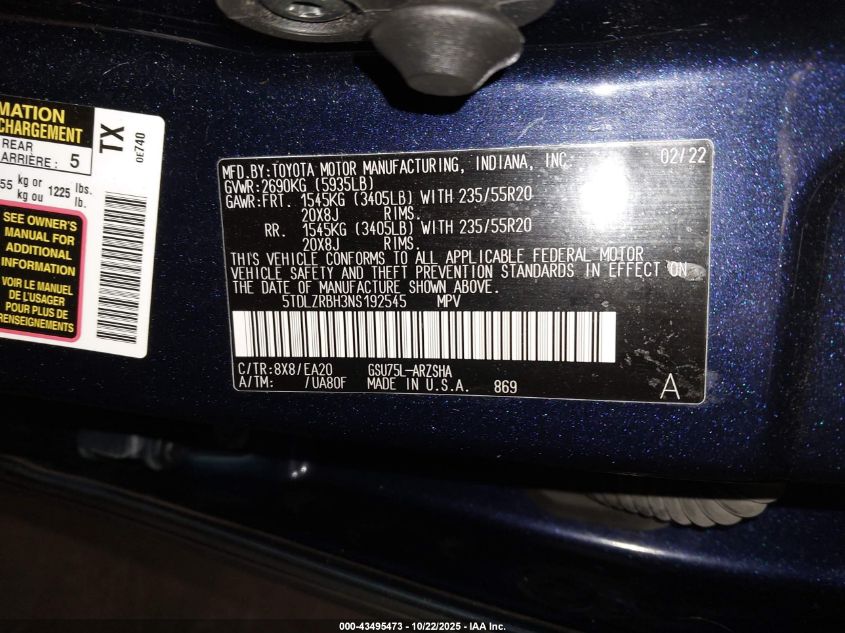 MATION
CHARGEMENT
REAR
ARRIÈRE : 5
55 kg or 1225 lbs.
kg ou lb.
SEE OWNER'S
MANUAL FOR
ADDITIONAL
INFORMATION
VOIR LE MANUEL
DE L'USAGER
POUR PLUS DE
RENSEIGNEMENTS
TX
0E740
MFD.BY:TOYOTA MOTOR MANUFACTURING, INDIANA, INC. 02/22
GVWR:2690KG (5935LB)
GAWR:FRT. 1545KG (3405LB) WITH 235/55R20
20X8J RIMS.
RR. 1545KG (3405LB) WITH 235/55R20
20X8J RIMS.
THIS VEHICLE CONFORMS TO ALL APPLICABLE FEDERAL MOTOR
VEHICLE SAFETY AND THEFT PREVENTION STANDARDS IN EFFECT ON
THE DATE OF MANUFACTURE SHOWN ABOVE.
5TDLZRBH3NS192545 MPV
C/TR:8X8/EA20 GSU75L-ARZSHA
A/TM: /UA80F MADE IN U.S.A. 869
A
000-43495473 - 10/22/2025 - IAA Inc.